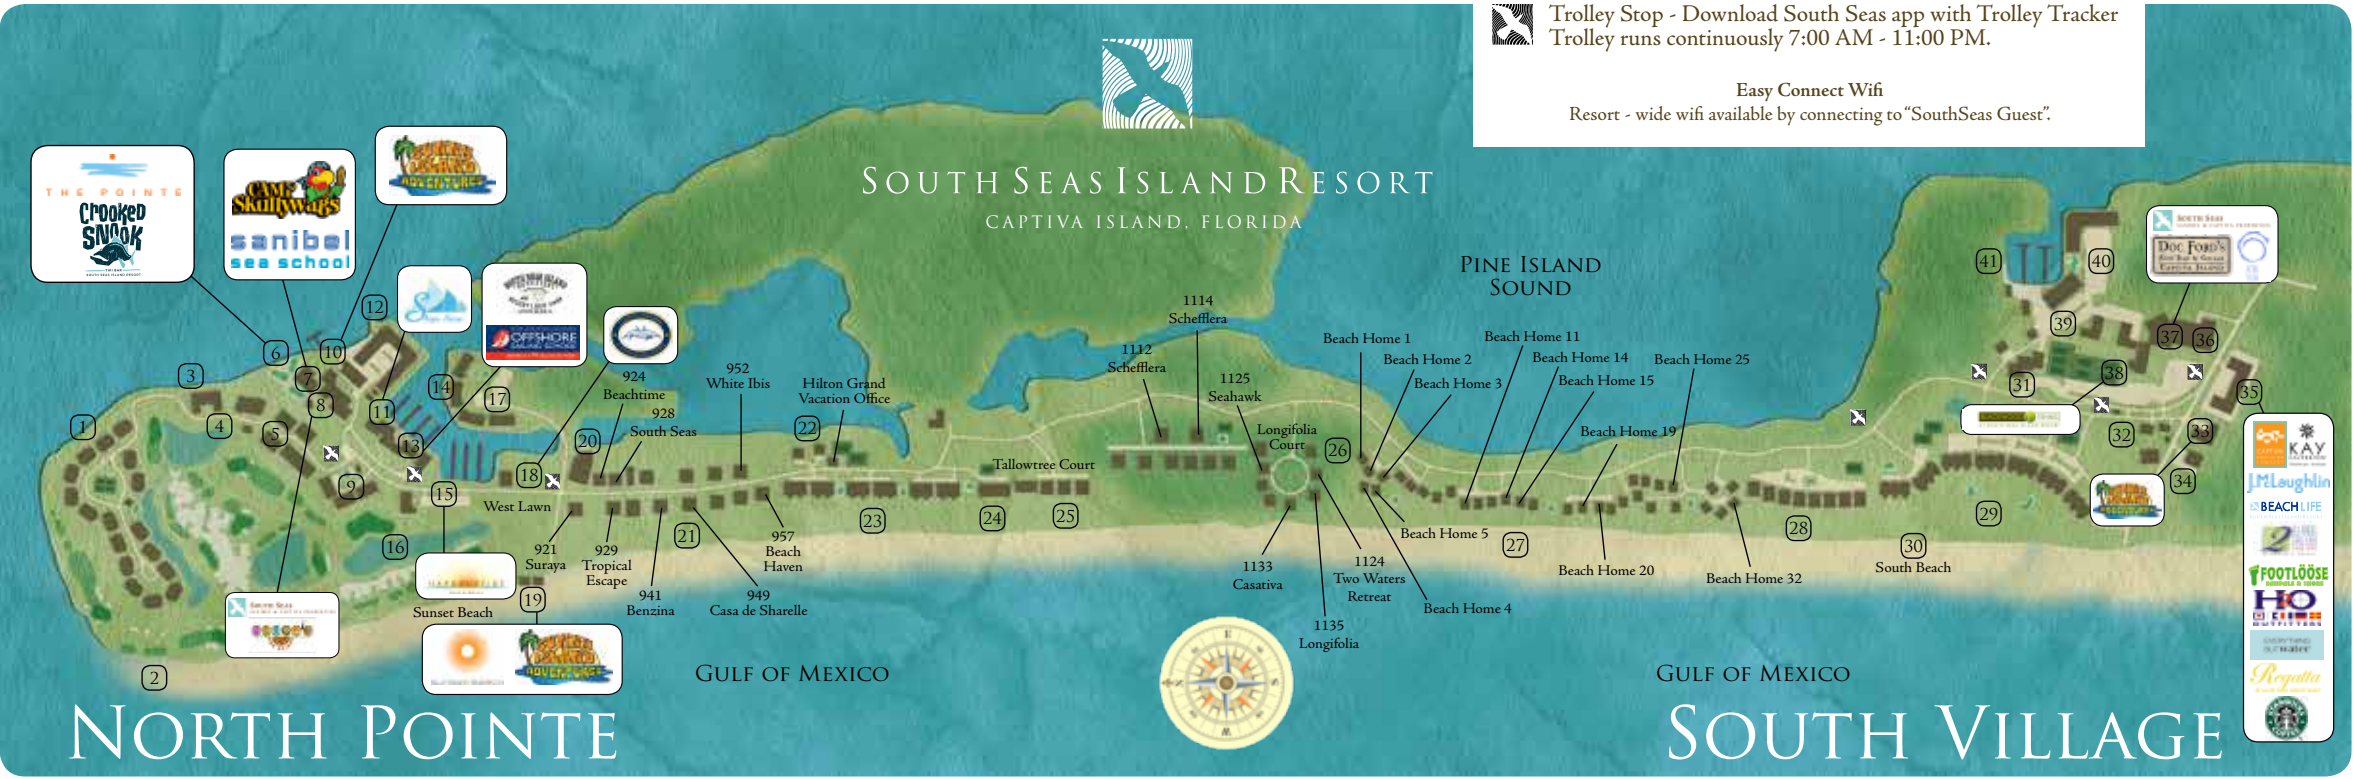 Trolley Stop - Download South Seas app with Trolley Tracker
Trolley runs continuously 7:00 AM - 11:00 PM.
Easy Connect Wifi
Resort - wide wifi available by connecting to “SouthSeas Guest”.
SOUTH SEAS ISLAND RESORT
CAPTIVA ISLAND, FLORIDA
THE POINTE
CROOKED
SNOOK
CAMP
Skullywags
sanibel
sea school
ADVENTURES
OFFSHORE
PINE ISLAND
SOUND
DOC FORD'S
1
2
3
4
5
6
7
8
9
10
11
12
13
14
15
16
17
18
19
20
21
22
23
24
25
26
27
28
29
30
31
32
33
34
35
36
37
38
39
40
41
924
Beachtime
928
South Seas
952
White Ibis
Hilton Grand
Vacation Office
West Lawn
921
Suraya
929
Tropical
Escape
941
Benzina
949
Casa de Sharelle
957
Beach
Haven
Sunset Beach
ADVENTURES
Tallowtree Court
1112
Schefflera
1114
Schefflera
1125
Seahawk
Longifolia
Court
1133
Casativa
1135
Longifolia
1124
Two Waters
Retreat
Beach Home 1
Beach Home 2
Beach Home 3
Beach Home 4
Beach Home 5
Beach Home 11
Beach Home 14
Beach Home 15
Beach Home 19
Beach Home 20
Beach Home 25
Beach Home 32
South Beach
KAY
J.McLaughlin
BEACHLIFE
2
FOOTLÖÖSE
HO
OUTFITTERS
Regatta
E
S
W
GULF OF MEXICO
GULF OF MEXICO
NORTH POINTE
SOUTH VILLAGE